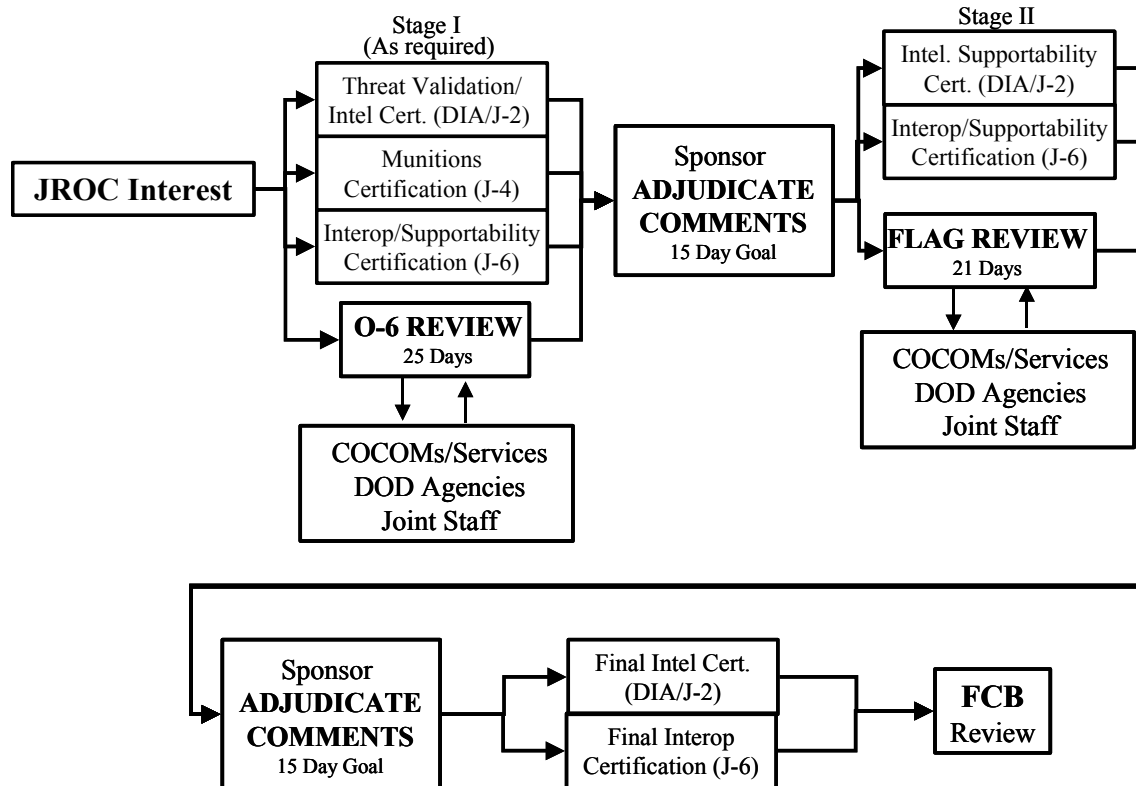 Stage I
(As required)
Threat Validation/
Intel Cert. (DIA/J-2)
Munitions
Certification (J-4)
Interop/Supportability
Certification (J-6)
JROC Interest
O-6 REVIEW
25 Days
COCOMs/Services
DOD Agencies
Joint Staff
Sponsor
ADJUDICATE
COMMENTS
15 Day Goal
Stage II
Intel. Supportability
Cert. (DIA/J-2)
Interop/Supportability
Certification (J-6)
FLAG REVIEW
21 Days
COCOMs/Services
DOD Agencies
Joint Staff
Sponsor
ADJUDICATE
COMMENTS
15 Day Goal
Final Intel Cert.
(DIA/J-2)
Final Interop
Certification (J-6)
FCB
Review